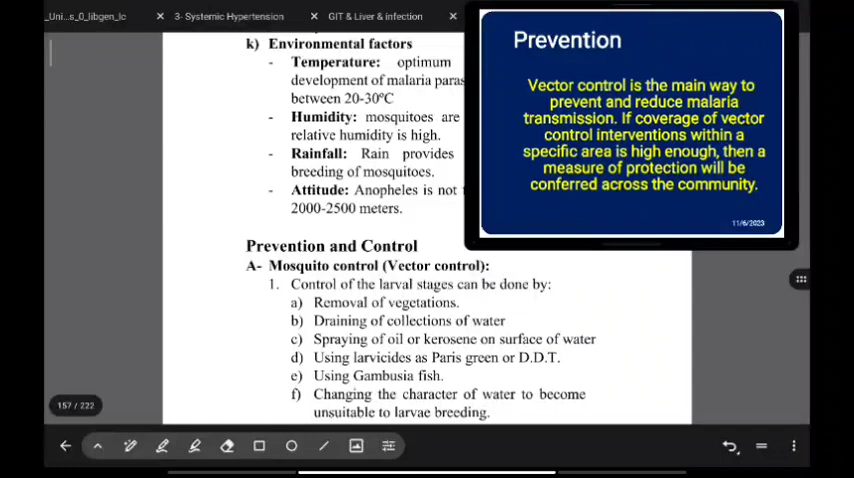 _Uni...s_0_libgen_lc
3- Systemic Hypertension
GIT & Liver & infection
k) Environmental factors
- Temperature: optimum
development of malaria paras
between 20-30ºC
- Humidity: mosquitoes are
relative humidity is high.
- Rainfall: Rain provides
breeding of mosquitoes.
- Attitude: Anopheles is not
2000-2500 meters.
Prevention and Control
A- Mosquito control (Vector control):
1. Control of the larval stages can be done by:
a) Removal of vegetations.
b) Draining of collections of water
c) Spraying of oil or kerosene on surface of water
d) Using larvicides as Paris green or D.D.T.
e) Using Gambusia fish.
f) Changing the character of water to become
unsuitable to larvae breeding.
Prevention
Vector control is the main way to
prevent and reduce malaria
transmission. If coverage of vector
control interventions within a
specific area is high enough, then a
measure of protection will be
conferred across the community.
11/6/2023
157 / 222